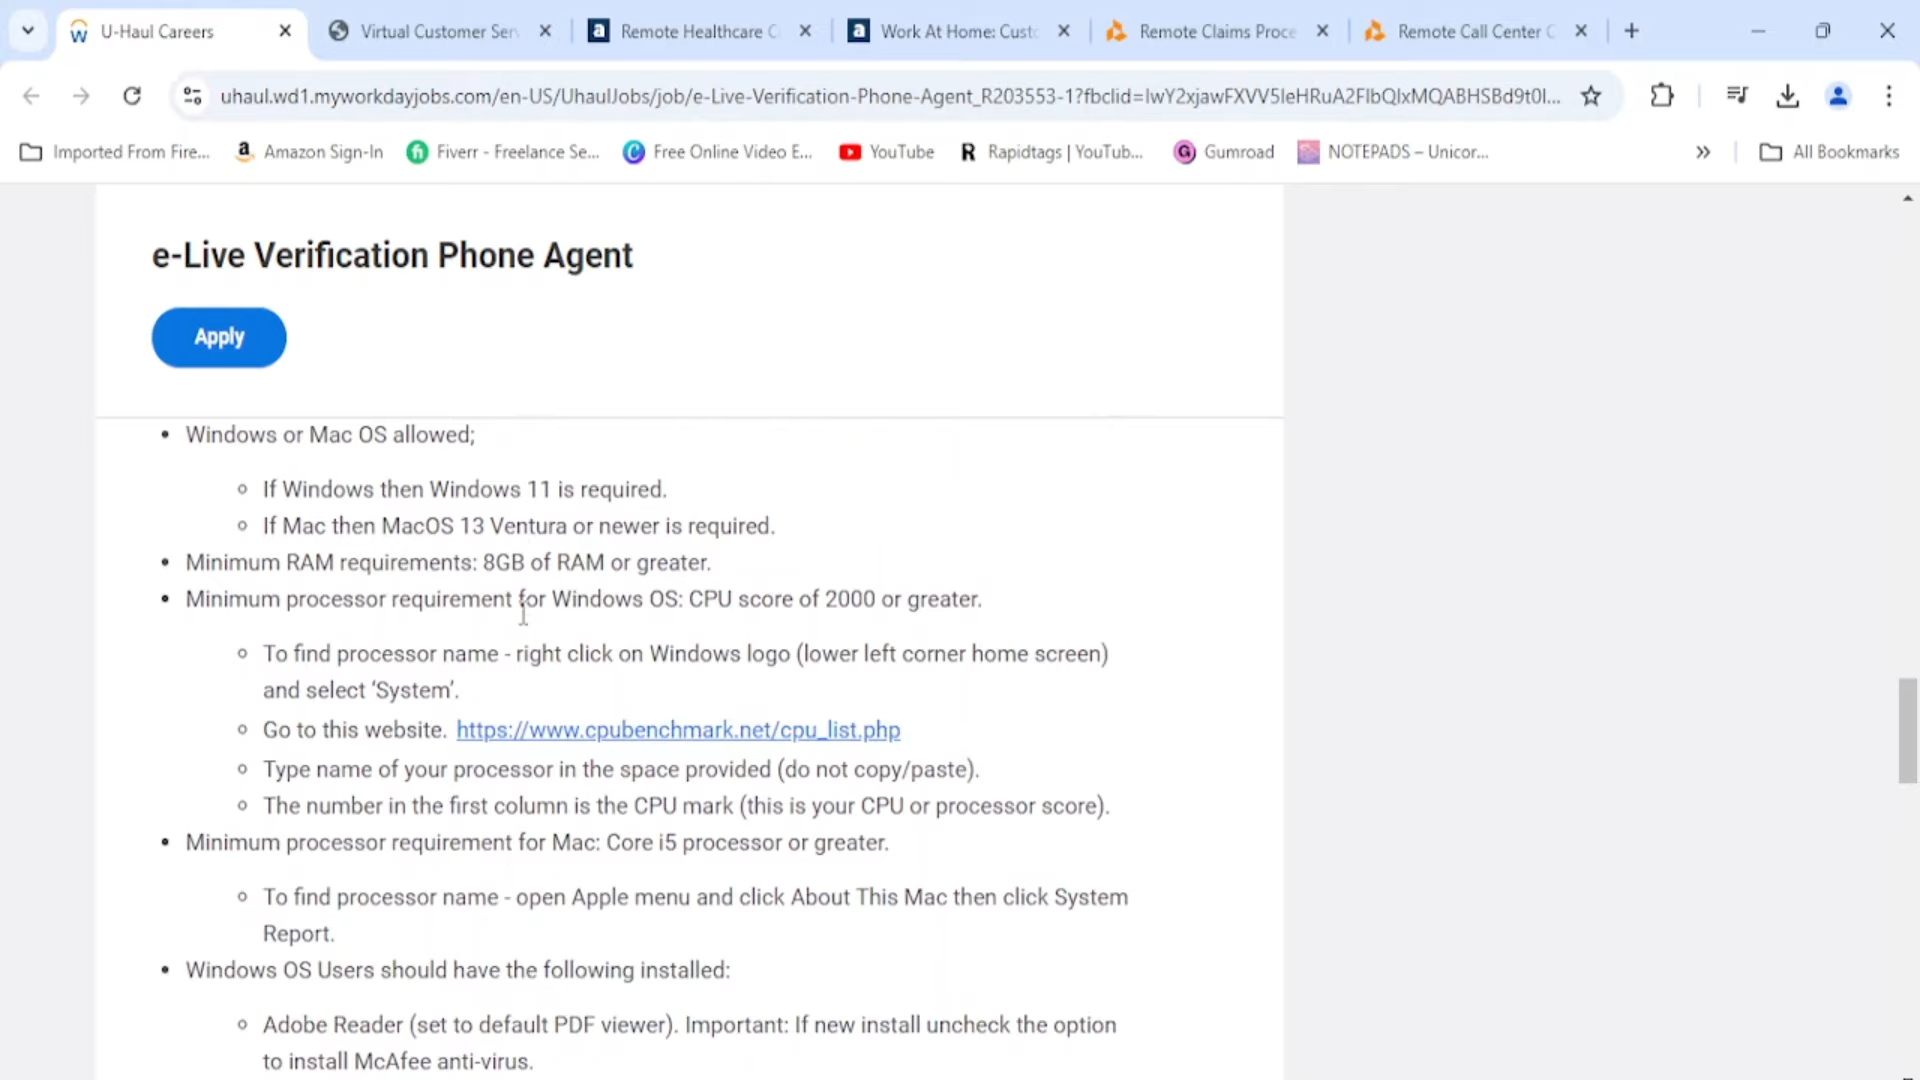 U-Haul Careers
Virtual Customer Serv
Remote Healthcare C
Work At Home: Custo
Remote Claims Proce
Remote Call Center C
uhaul.wd1.myworkdayjobs.com/en-US/UhaulJobs/job/e-Live-Verification-Phone-Agent_R203553-1?fbclid=IwY2xjawFXVV5leHRuA2FlbQIxMQABHSBd9t0I...
Imported From Fire...
Amazon Sign-In
Fiverr - Freelance Se...
Free Online Video E...
YouTube
Rapidtags | YouTub...
Gumroad
NOTEPADS – Unicor...
All Bookmarks
e-Live Verification Phone Agent
Apply
• Windows or Mac OS allowed;
◦ If Windows then Windows 11 is required.
◦ If Mac then MacOS 13 Ventura or newer is required.
• Minimum RAM requirements: 8GB of RAM or greater.
• Minimum processor requirement for Windows OS: CPU score of 2000 or greater.
◦ To find processor name - right click on Windows logo (lower left corner home screen)
and select ‘System’.
◦ Go to this website. https://www.cpubenchmark.net/cpu_list.php
◦ Type name of your processor in the space provided (do not copy/paste).
◦ The number in the first column is the CPU mark (this is your CPU or processor score).
• Minimum processor requirement for Mac: Core i5 processor or greater.
◦ To find processor name - open Apple menu and click About This Mac then click System
Report.
• Windows OS Users should have the following installed:
◦ Adobe Reader (set to default PDF viewer). Important: If new install uncheck the option
to install McAfee anti-virus.